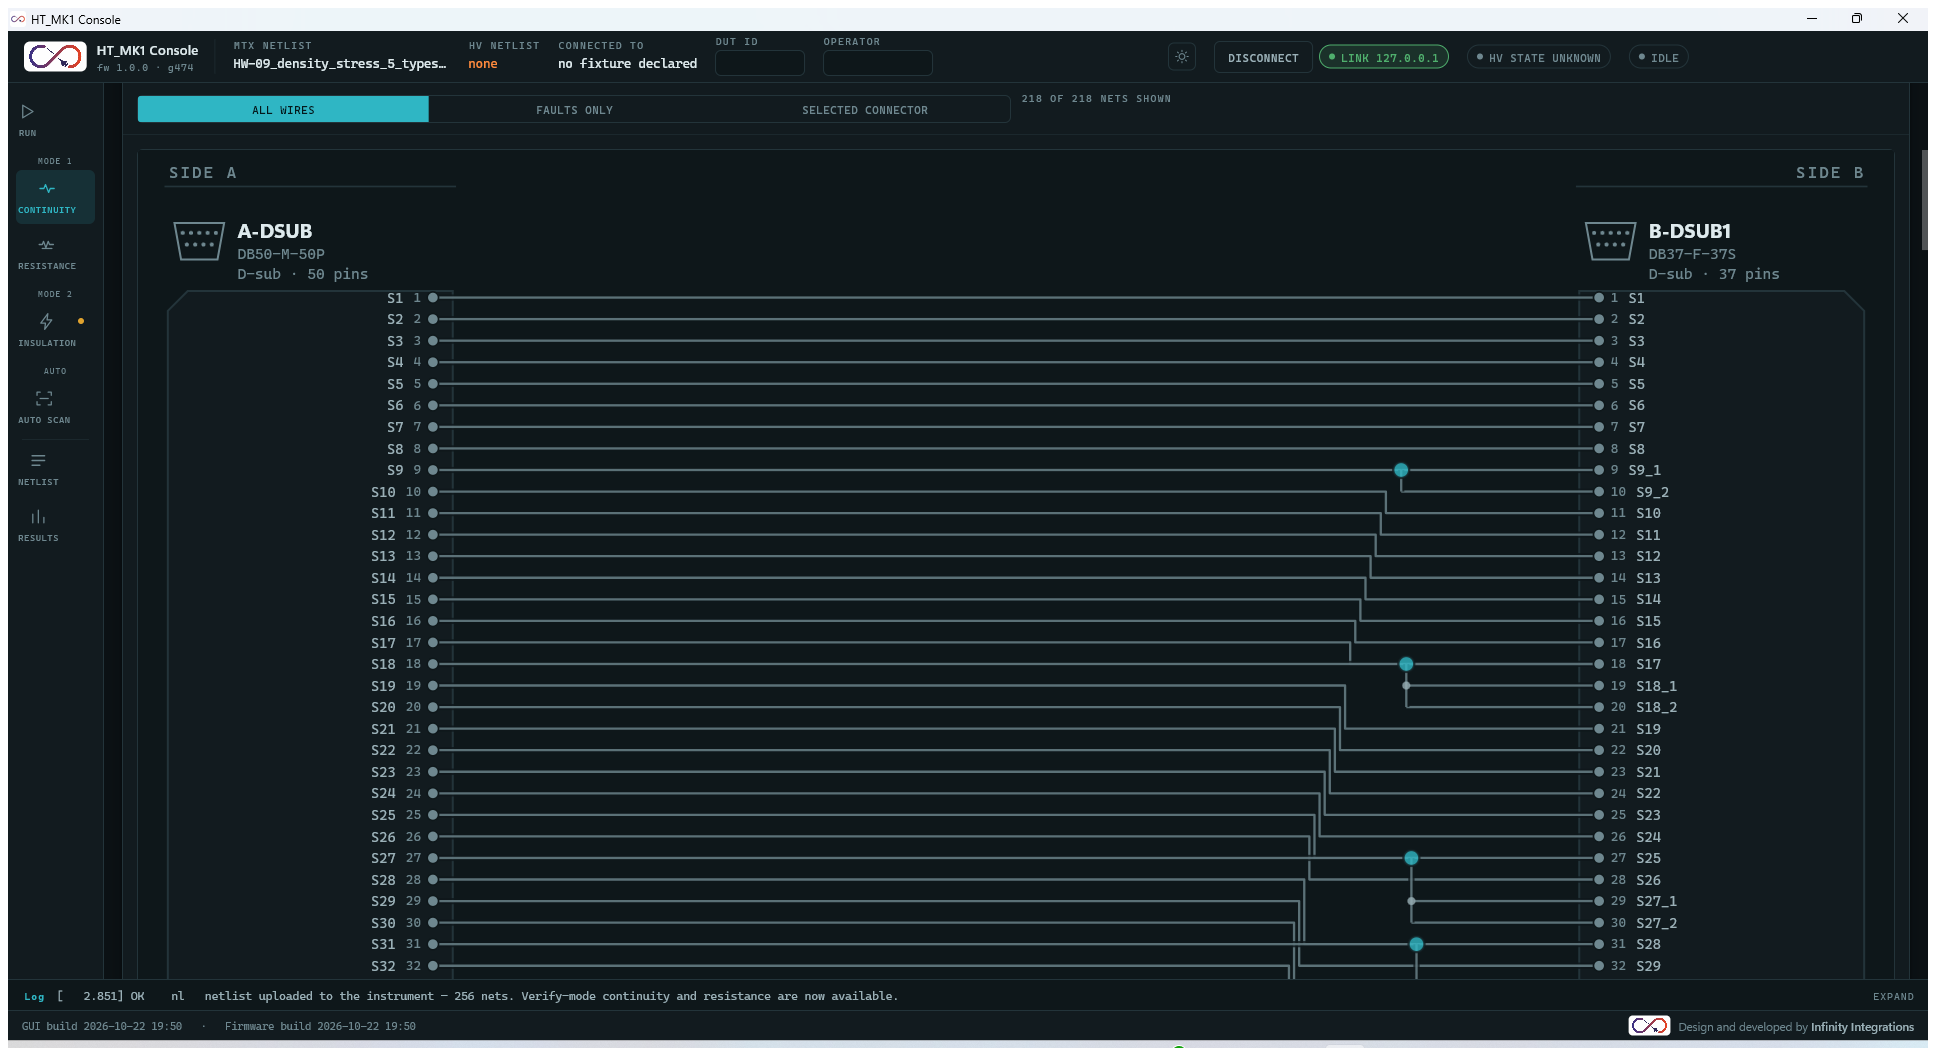 HT_MK1 Console
HT_MK1 Console
fw 1.0.0 · g474
MTX NETLIST
HW-09_density_stress_5_types…
HV NETLIST
none
CONNECTED TO
no fixture declared
DUT ID
OPERATOR
DISCONNECT
LINK 127.0.0.1
HV STATE UNKNOWN
IDLE
RUN
MODE 1
CONTINUITY
RESISTANCE
MODE 2
INSULATION
AUTO
AUTO SCAN
NETLIST
RESULTS
ALL WIRES
FAULTS ONLY
SELECTED CONNECTOR
218 OF 218 NETS SHOWN
SIDE A
SIDE B
A-DSUB
DB50-M-50P
D-sub · 50 pins
B-DSUB1
DB37-F-37S
D-sub · 37 pins
S1 1 1 S1
S2 2 2 S2
S3 3 3 S3
S4 4 4 S4
S5 5 5 S5
S6 6 6 S6
S7 7 7 S7
S8 8 8 S8
S9 9 9 S9_1
S10 10 10 S9_2
S11 11 11 S10
S12 12 12 S11
S13 13 13 S12
S14 14 14 S13
S15 15 15 S14
S16 16 16 S15
S17 17 17 S16
S18 18 18 S17
S19 19 19 S18_1
S20 20 20 S18_2
S21 21 21 S19
S22 22 22 S20
S23 23 23 S21
S24 24 24 S22
S25 25 25 S23
S26 26 26 S24
S27 27 27 S25
S28 28 28 S26
S29 29 29 S27_1
S30 30 30 S27_2
S31 31 31 S28
S32 32 32 S29
Log [ 2.851] OK nl netlist uploaded to the instrument — 256 nets. Verify-mode continuity and resistance are now available.
EXPAND
GUI build 2026-10-22 19:50 · Firmware build 2026-10-22 19:50
Design and developed by Infinity Integrations